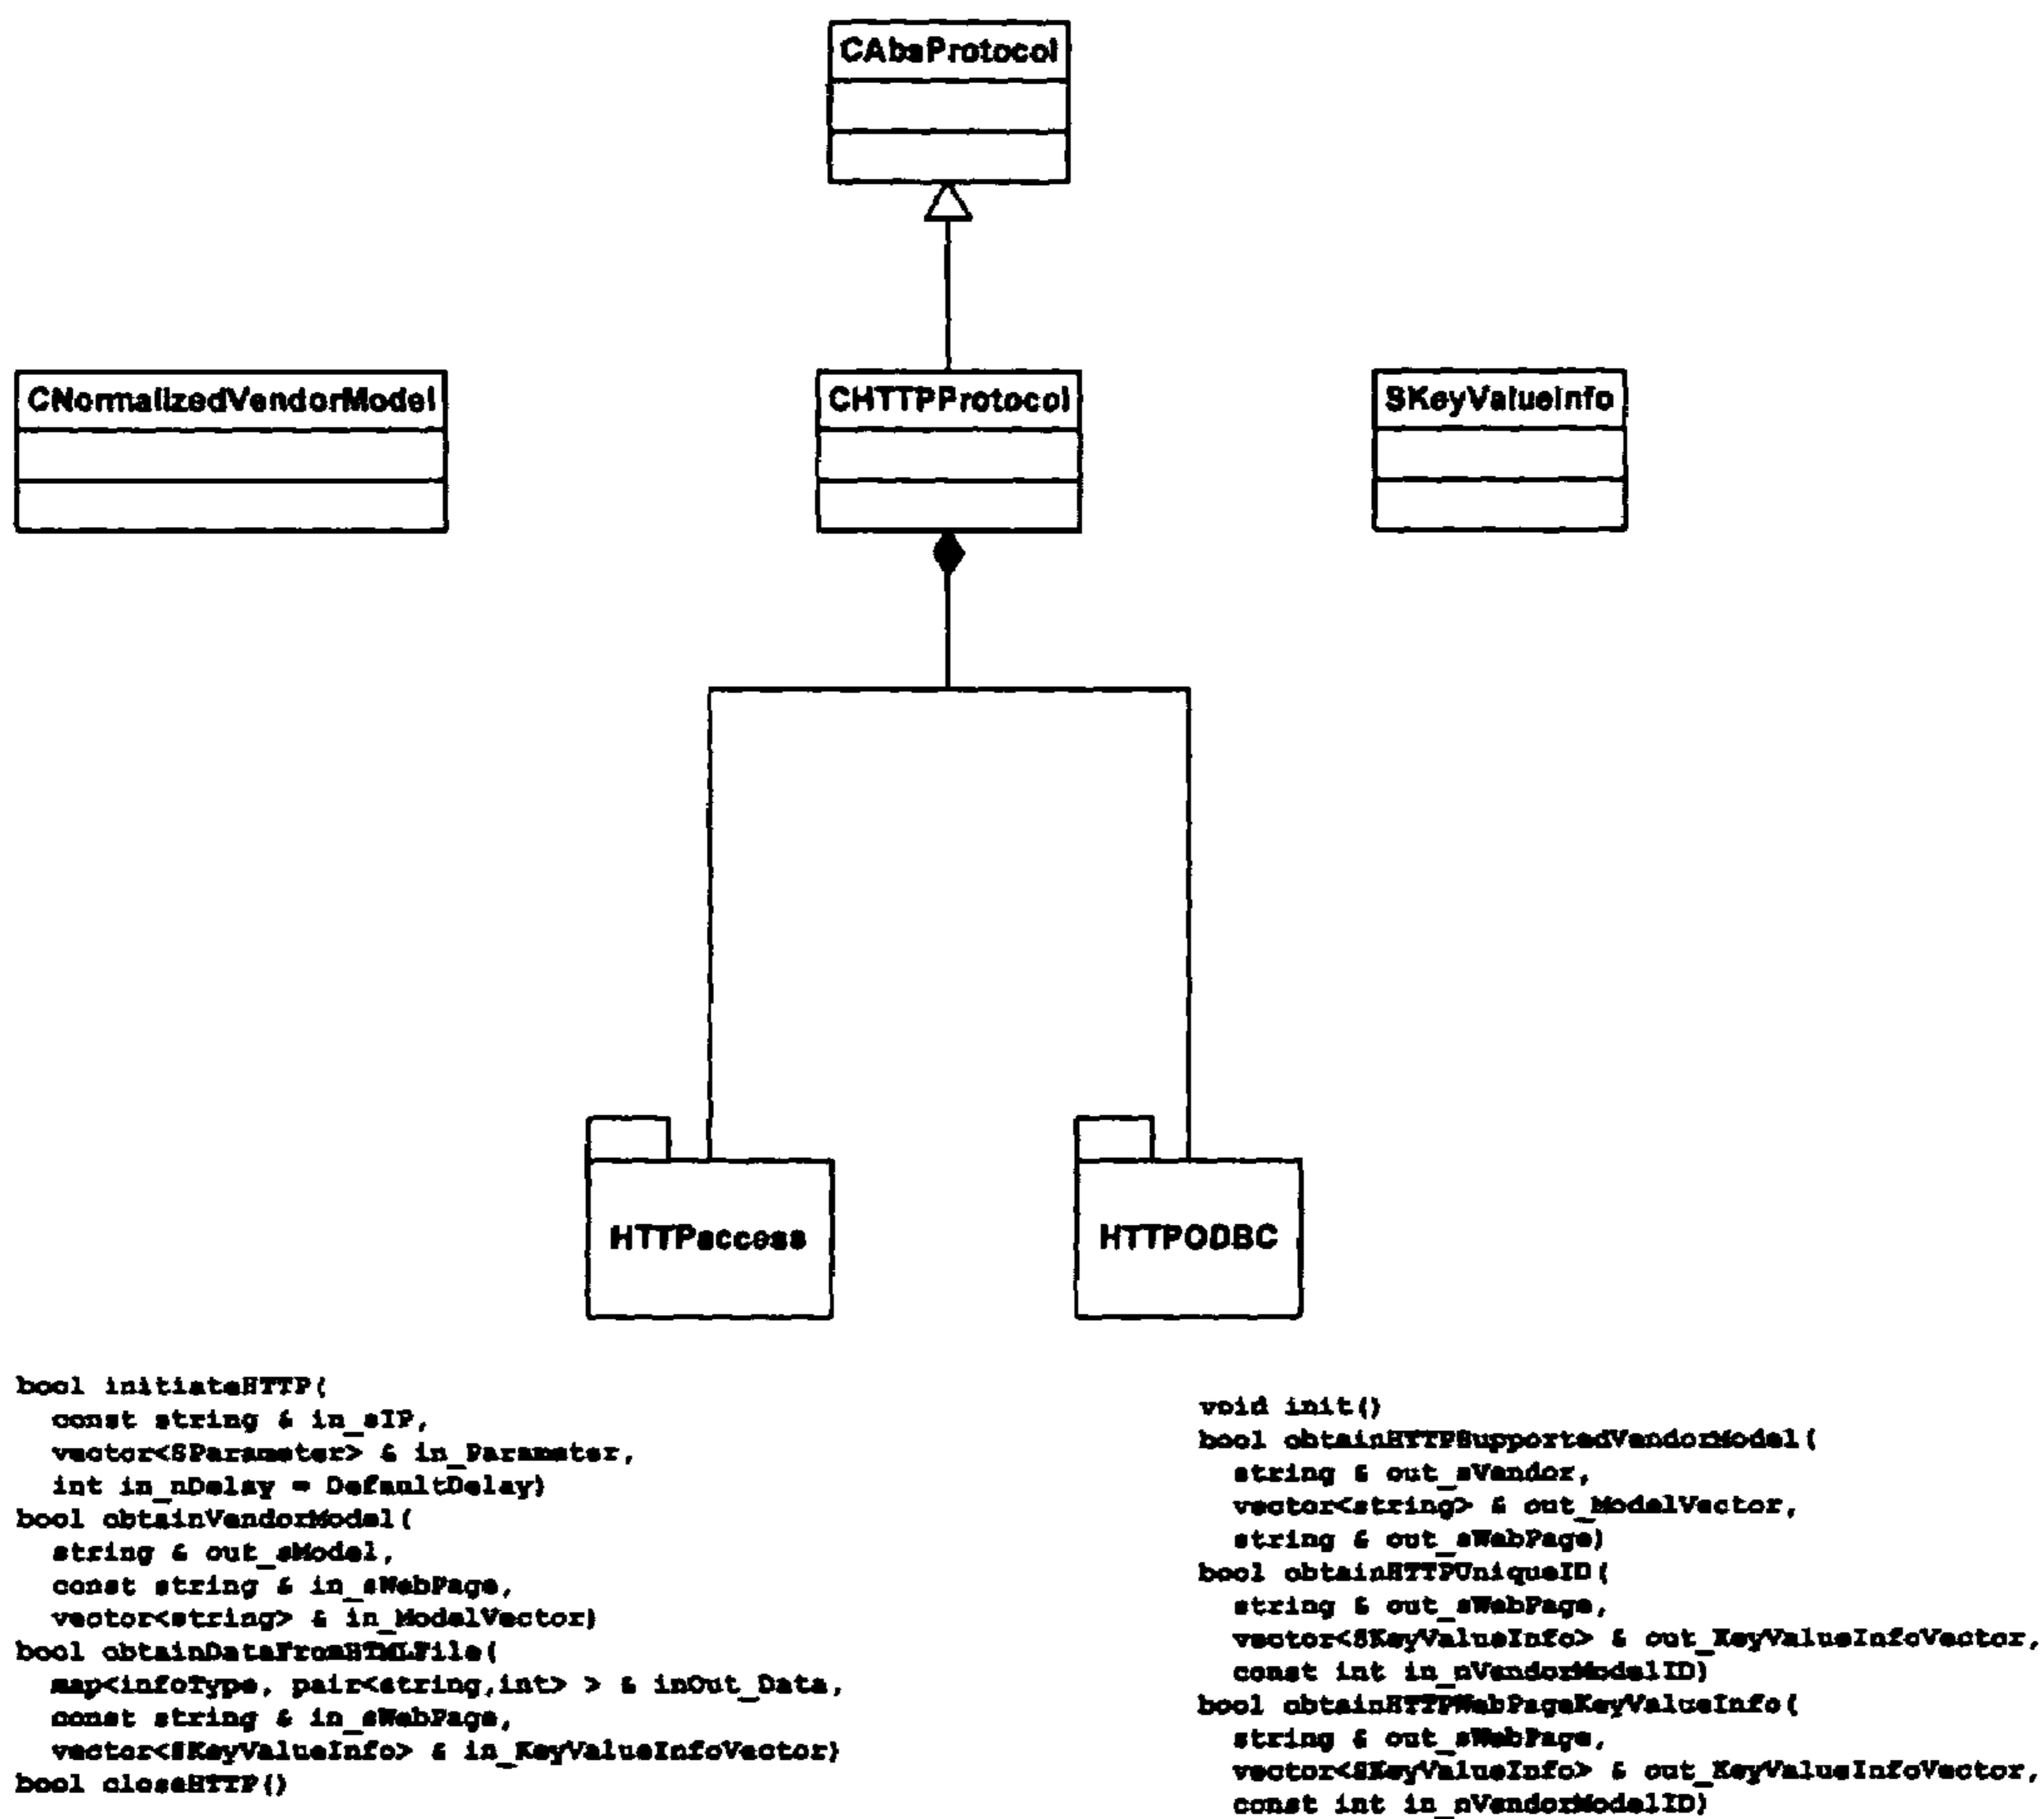 CAbsProtocol
CNormalizedVendorModel
CHTTPProtocol
SKeyValueInfo
HTTPaccess
HTTPODBC
bool initiateHTTP(
const string & in_sIP,
vector<SParameter> & in_Parameter,
int in_nDelay = DefaultDelay)
bool obtainVendorModel(
string & out_sModel,
const string & in_sWebPage,
vector<string> & in_ModelVector)
bool obtainDataFromHTMLFile(
map<infoType, pair<string,int> > & inOut_Data,
const string & in_sWebPage,
vector<SKeyValueInfo> & in_KeyValueInfoVector)
bool closeHTTP()
void init()
bool obtainHTTPSupportedVendorModel(
string & out_sVendor,
vector<string> & out_ModelVector,
string & out_sWebPage)
bool obtainHTTPUniqueID(
string & out_sWebPage,
vector<SKeyValueInfo> & out_KeyValueInfoVector,
const int in_nVendorModelID)
bool obtainHTTPWebPageKeyValueInfo(
string & out_sWebPage,
vector<SKeyValueInfo> & out_KeyValueInfoVector,
const int in_nVendorModelID)